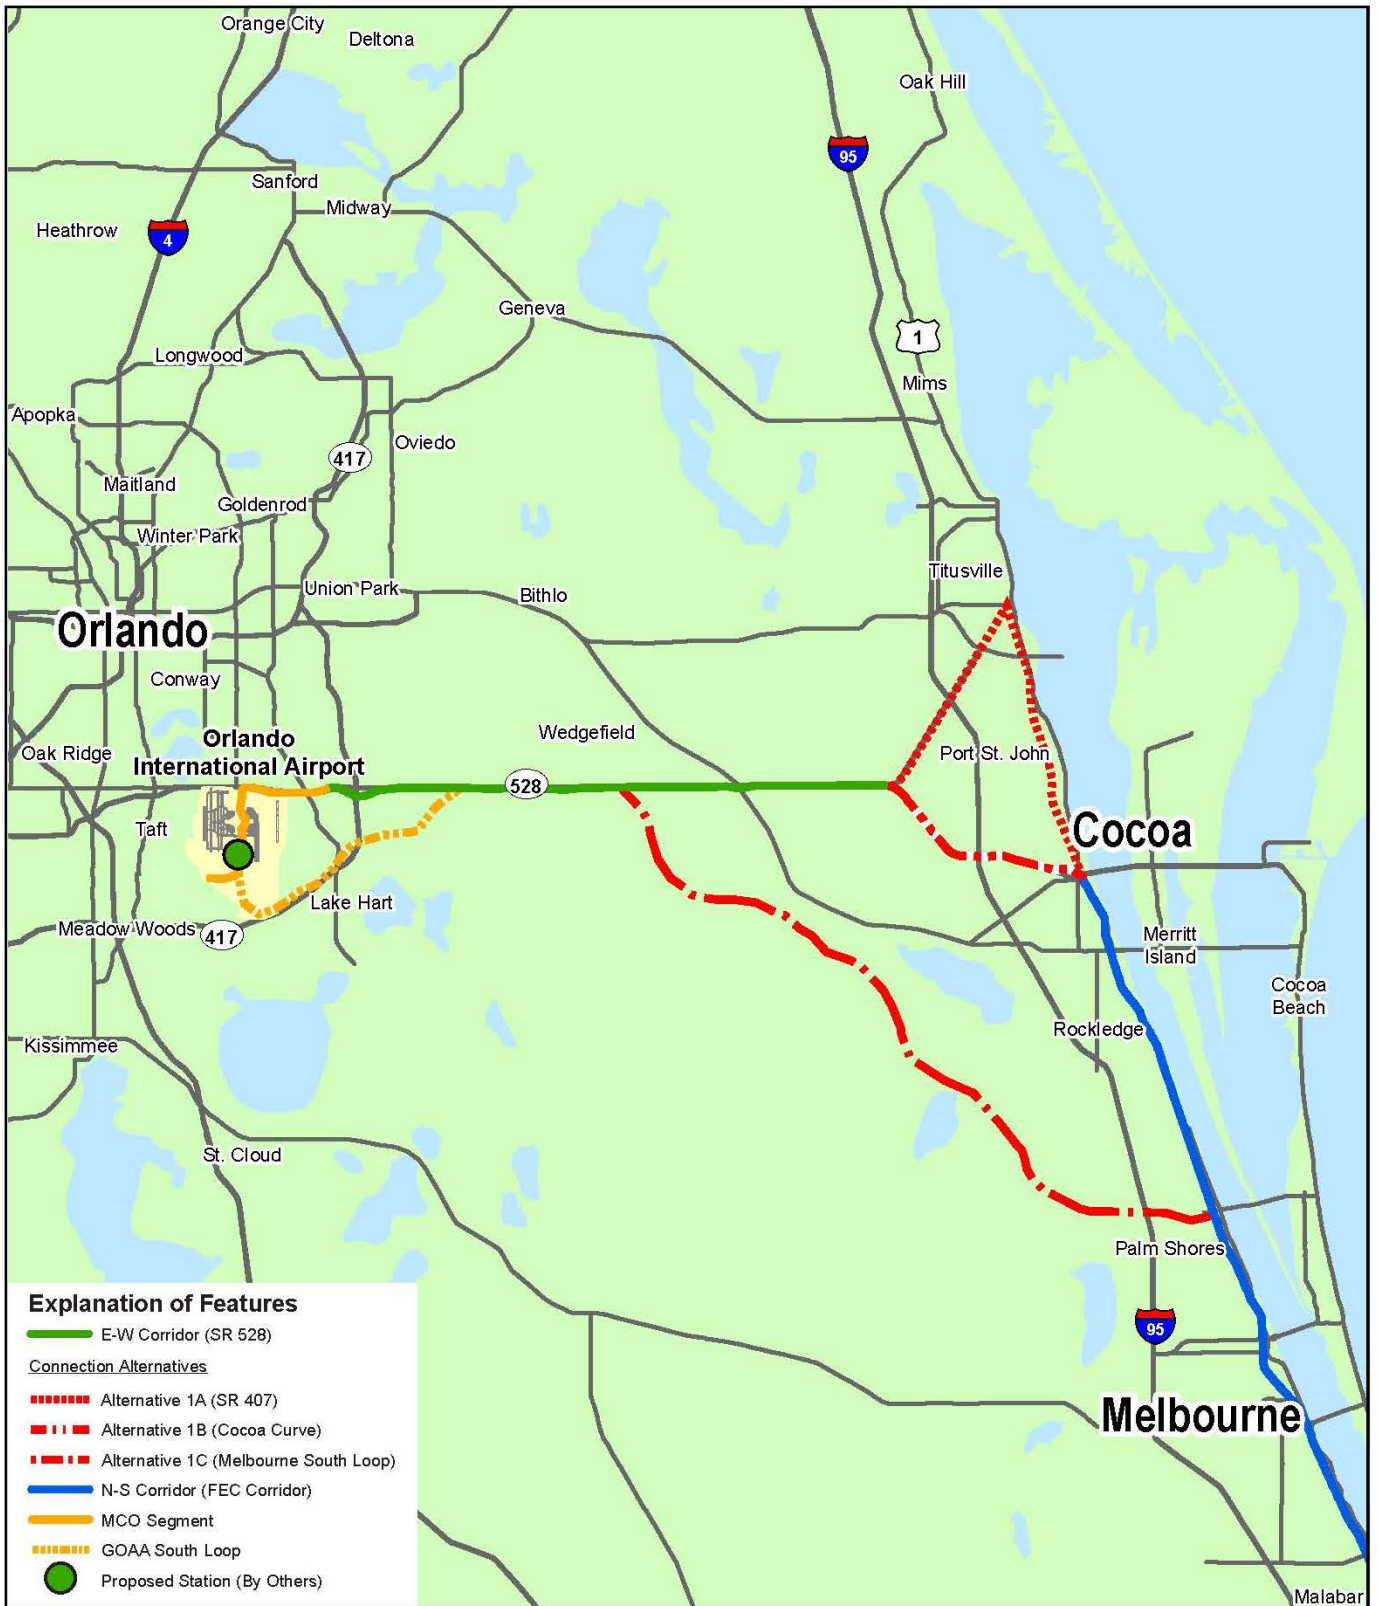 Orange City
Deltona
Oak Hill
95
Sanford
Midway
Heathrow
4
Geneva
1
Longwood
Mims
Apopka
Oviedo
417
Maitland
Goldenrod
Winter Park
Titusville
Union Park
Bithlo
Orlando
Conway
Wedgefield
Orlando
International Airport
Oak Ridge
Port St. John
528
Taft
Cocoa
Lake Hart
Meadow Woods
417
Merritt
Island
Cocoa
Beach
Rockledge
Kissimmee
St. Cloud
Palm Shores
95
Melbourne
Malabar
Explanation of Features
E-W Corridor (SR 528)
Connection Alternatives
Alternative 1A (SR 407)
Alternative 1B (Cocoa Curve)
Alternative 1C (Melbourne South Loop)
N-S Corridor (FEC Corridor)
MCO Segment
GOAA South Loop
Proposed Station (By Others)